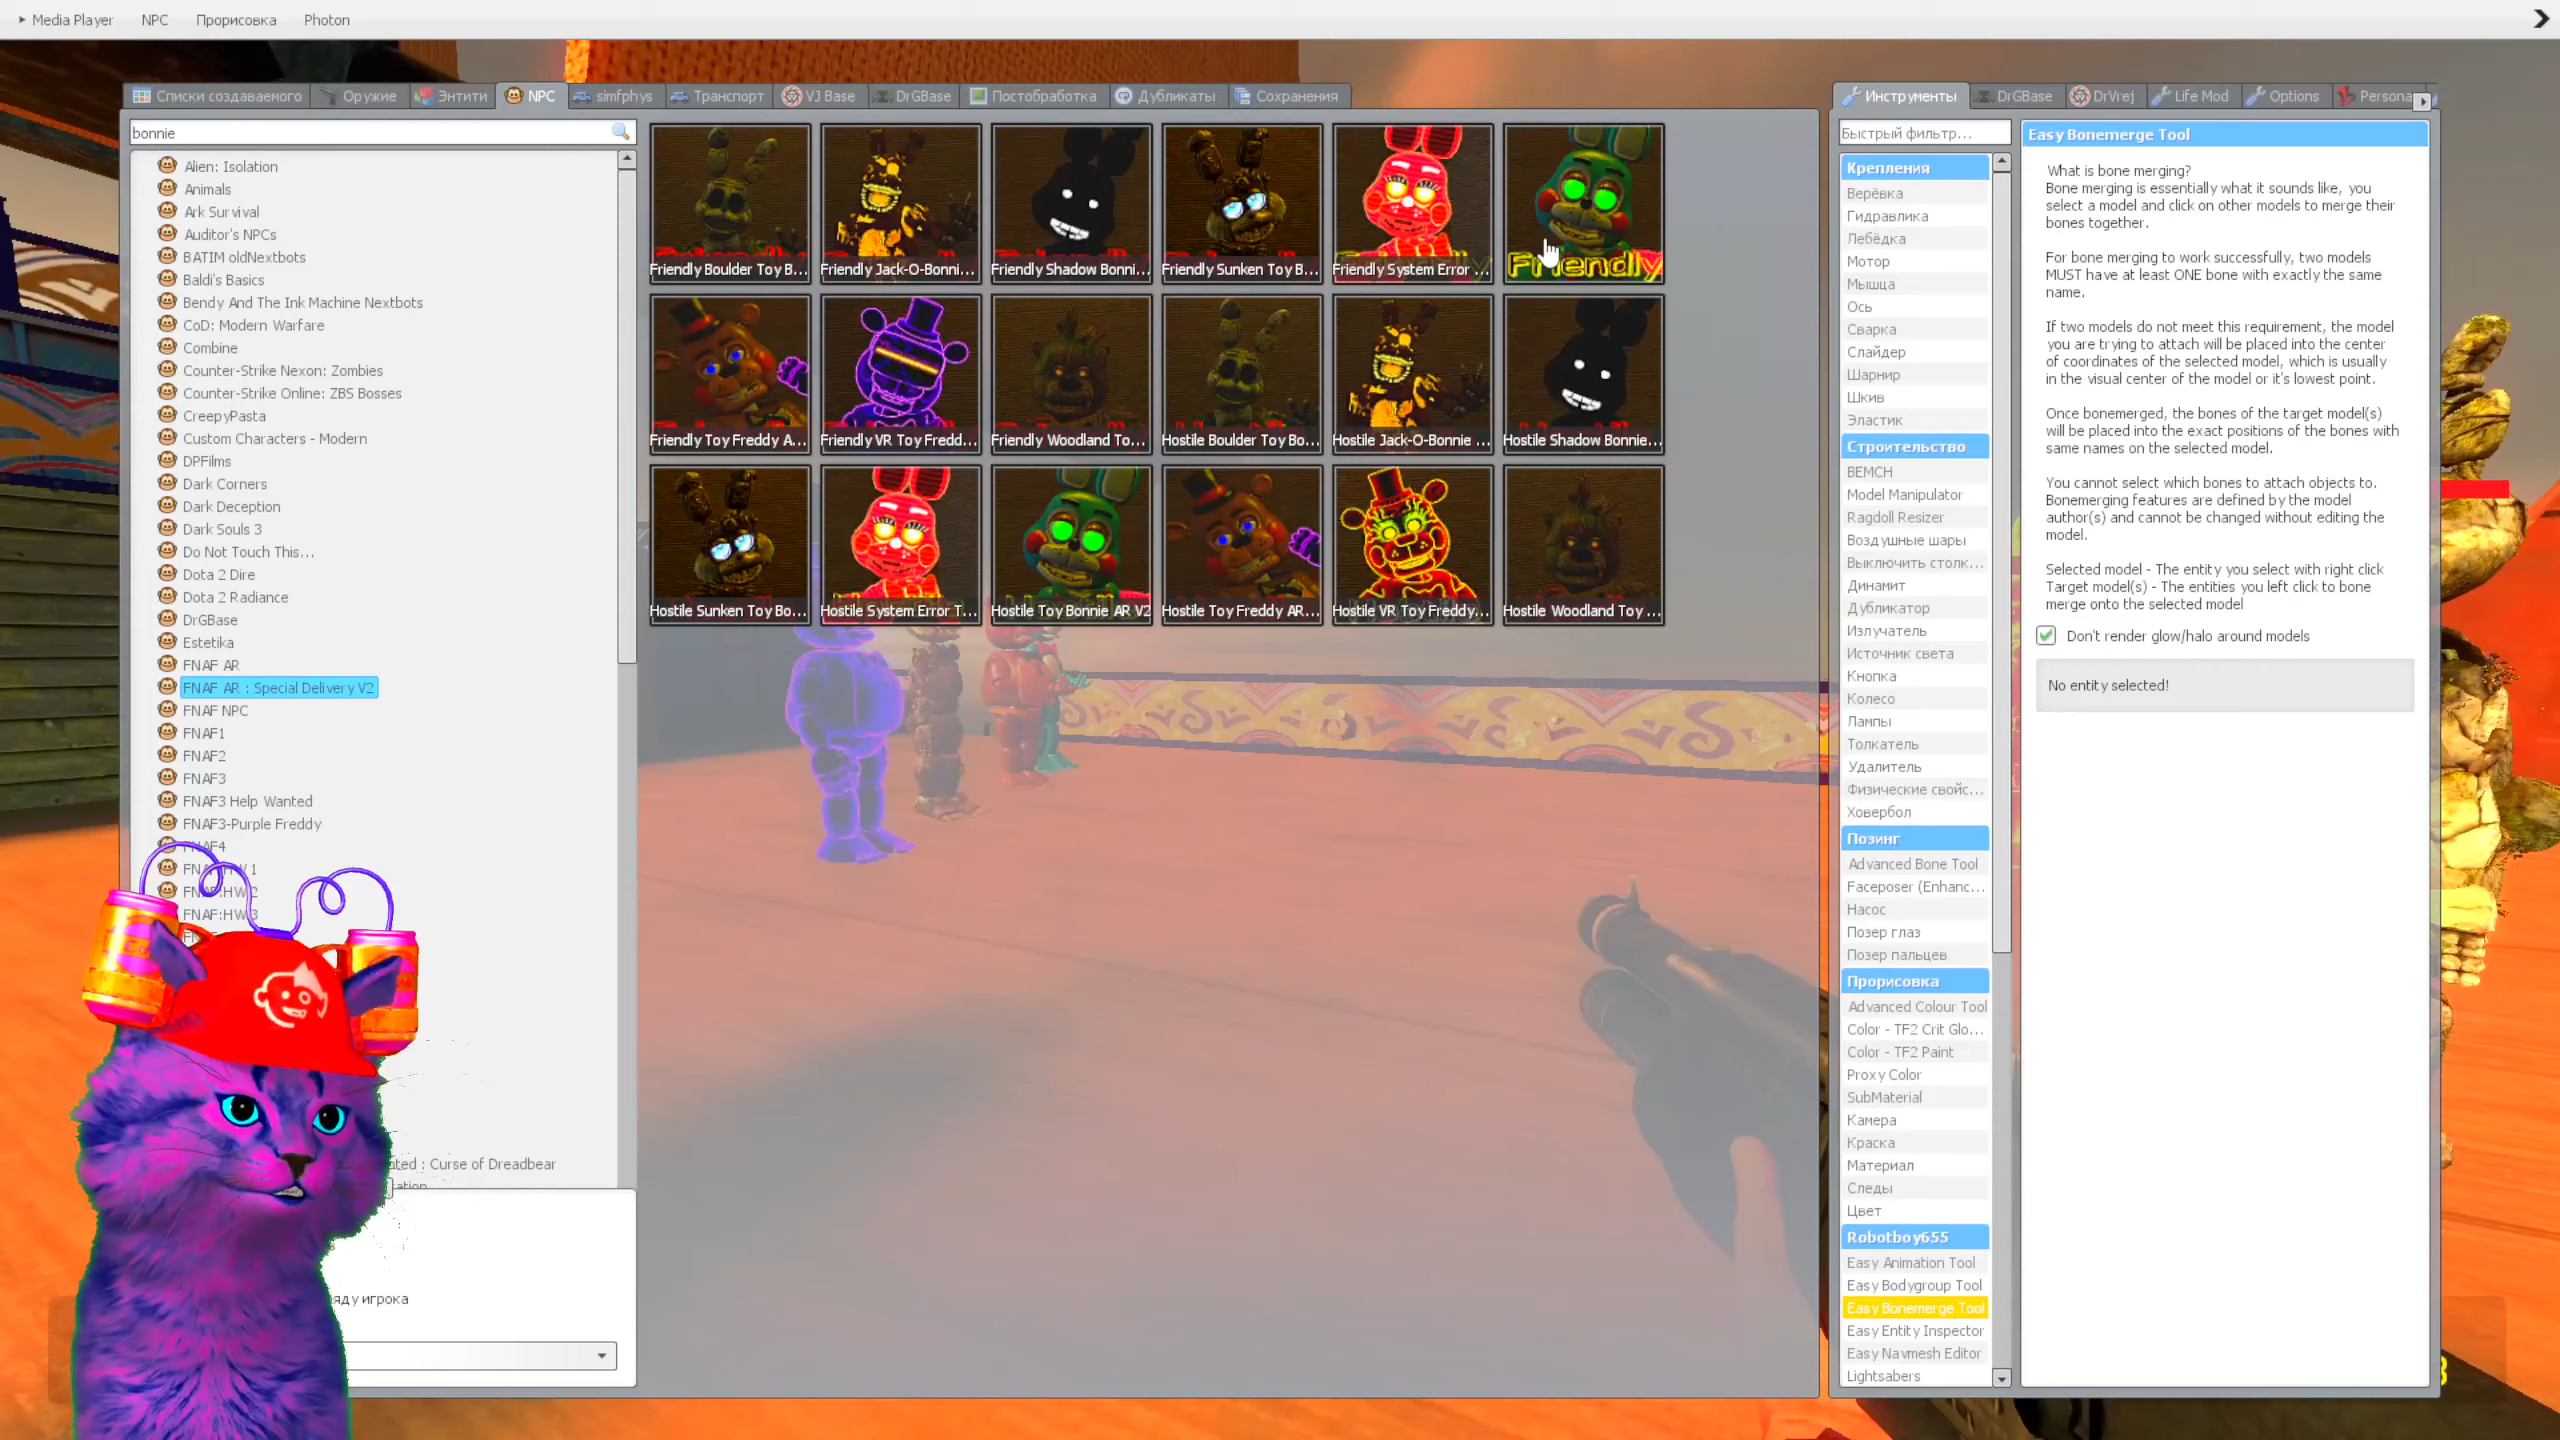 Media Player
NPC
Прорисовка
Photon
Списки создаваемого
Оружие
Энтити
NPC
simfphys
Транспорт
VJ Base
DrGBase
Постобработка
Дубликаты
Сохранения
Инструменты
DrGBase
DrVrej
Life Mod
Options
Persona
bonnie
Alien: Isolation
Animals
Ark Survival
Auditor's NPCs
BATIM oldNextbots
Baldi's Basics
Bendy And The Ink Machine Nextbots
CoD: Modern Warfare
Combine
Counter-Strike Nexon: Zombies
Counter-Strike Online: ZBS Bosses
CreepyPasta
Custom Characters - Modern
DPFilms
Dark Corners
Dark Deception
Dark Souls 3
Do Not Touch This...
Dota 2 Dire
Dota 2 Radiance
DrGBase
Estetika
FNAF AR
FNAF AR : Special Delivery V2
FNAF NPC
FNAF1
FNAF2
FNAF3
FNAF3 Help Wanted
FNAF3-Purple Freddy
FNAF4
FNAF:HW3
: Curse of Dreadbear
игрока
Friendly Boulder Toy B...
Friendly Jack-O-Bonni...
Friendly Shadow Bonni...
Friendly Sunken Toy B...
Friendly System Error ...
Friendly
Friendly Toy Freddy A...
Friendly VR Toy Fredd...
Friendly Woodland To...
Hostile Boulder Toy Bo...
Hostile Jack-O-Bonnie ...
Hostile Shadow Bonnie...
Hostile Sunken Toy Bo...
Hostile System Error T...
Hostile Toy Bonnie AR V2
Hostile Toy Freddy AR...
Hostile VR Toy Freddy...
Hostile Woodland Toy ...
Быстрый фильтр...
Крепления
Верёвка
Гидравлика
Лебёдка
Мотор
Мышца
Ось
Сварка
Слайдер
Шарнир
Шкив
Эластик
Строительство
BEMCH
Model Manipulator
Ragdoll Resizer
Воздушные шары
Выключить столк...
Динамит
Дубликатор
Излучатель
Источник света
Кнопка
Колесо
Лампы
Толкатель
Удалитель
Физические свойс...
Ховербол
Позинг
Advanced Bone Tool
Faceposer (Enhanc...
Насос
Позер глаз
Позер пальцев
Прорисовка
Advanced Colour Tool
Color - TF2 Crit Glo...
Color - TF2 Paint
Proxy Color
SubMaterial
Камера
Краска
Материал
Следы
Цвет
Robotboy655
Easy Animation Tool
Easy Bodygroup Tool
Easy Bonemerge Tool
Easy Entity Inspector
Easy Navmesh Editor
Lightsabers
Easy Bonemerge Tool
What is bone merging?
Bone merging is essentially what it sounds like, you
select a model and click on other models to merge their
bones together.
For bone merging to work successfully, two models
MUST have at least ONE bone with exactly the same
name.
If two models do not meet this requirement, the model
you are trying to attach will be placed into the center
of coordinates of the selected model, which is usually
in the visual center of the model or it's lowest point.
Once bonemerged, the bones of the target model(s)
will be placed into the exact positions of the bones with
same names on the selected model.
You cannot select which bones to attach objects to.
Bonemerging features are defined by the model
author(s) and cannot be changed without editing the
model.
Selected model - The entity you select with right click
Target model(s) - The entities you left click to bone
merge onto the selected model
Don't render glow/halo around models
No entity selected!